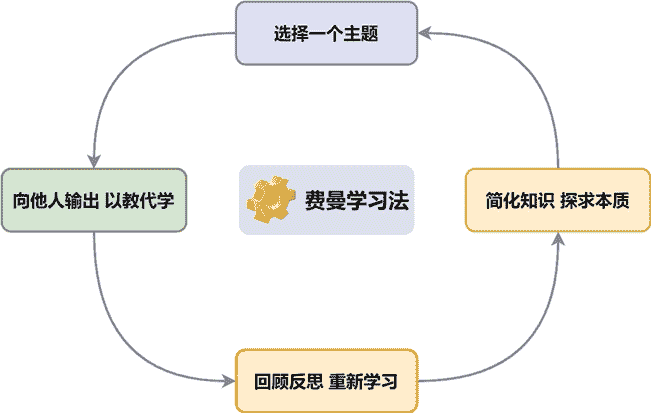 选择一个主题
向他人输出 以教代学
费曼学习法
简化知识 探求本质
回顾反思 重新学习